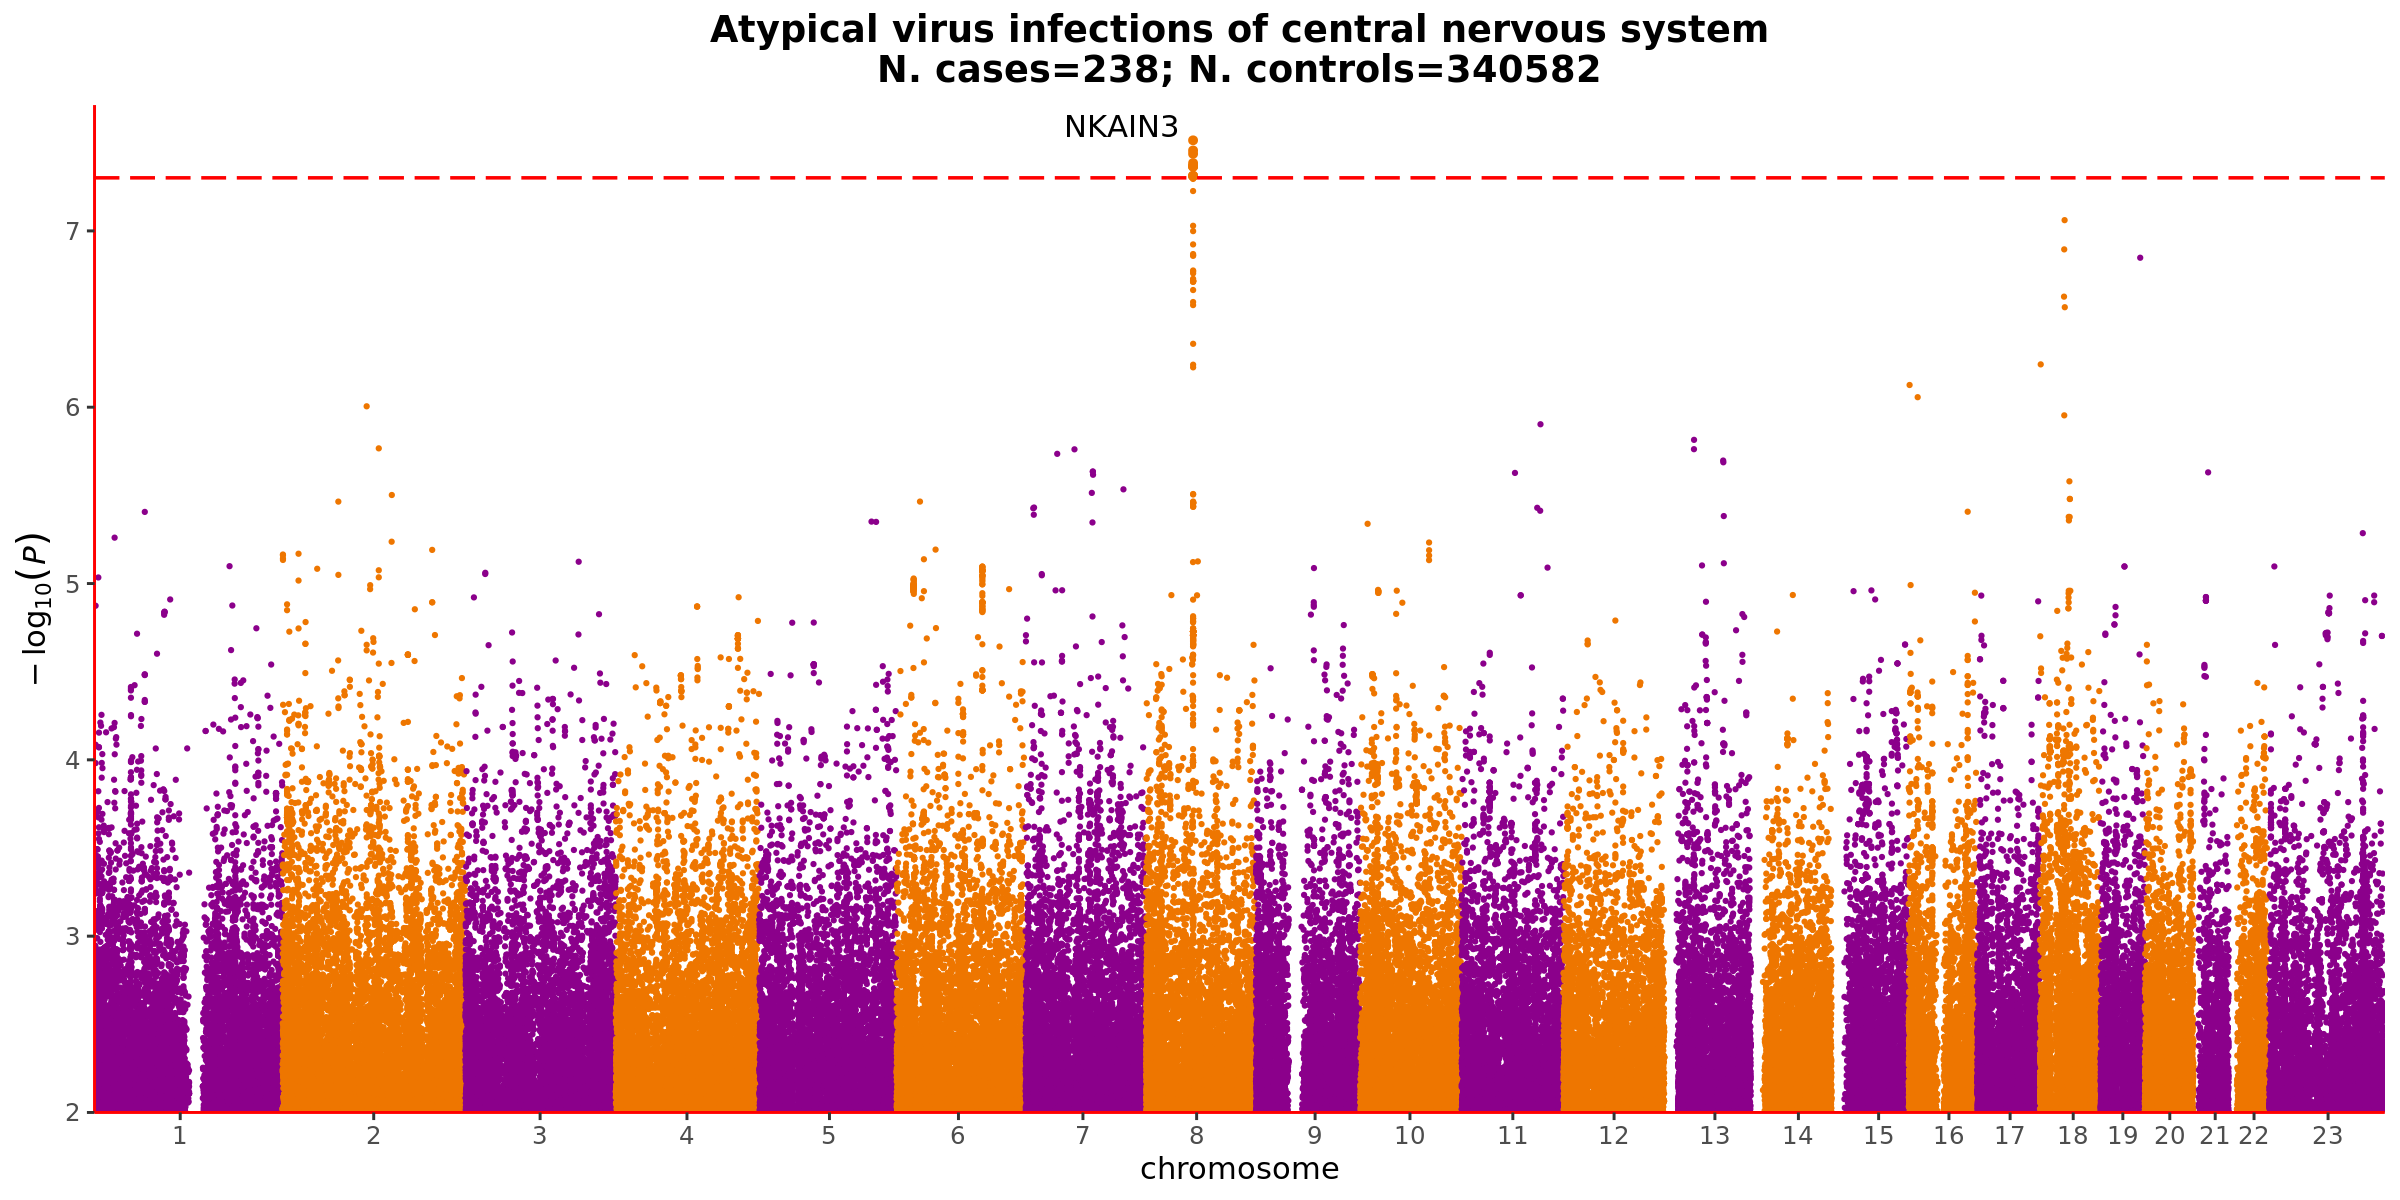 Atypical virus infections of central nervous system
N. cases=238; N. controls=340582
NKAIN3
7
6
5
4
3
2
−log10(P)
1 2 3 4 5 6 7 8 9 10 11 12 13 14 15 16 17 18 19 20 21 22 23
chromosome